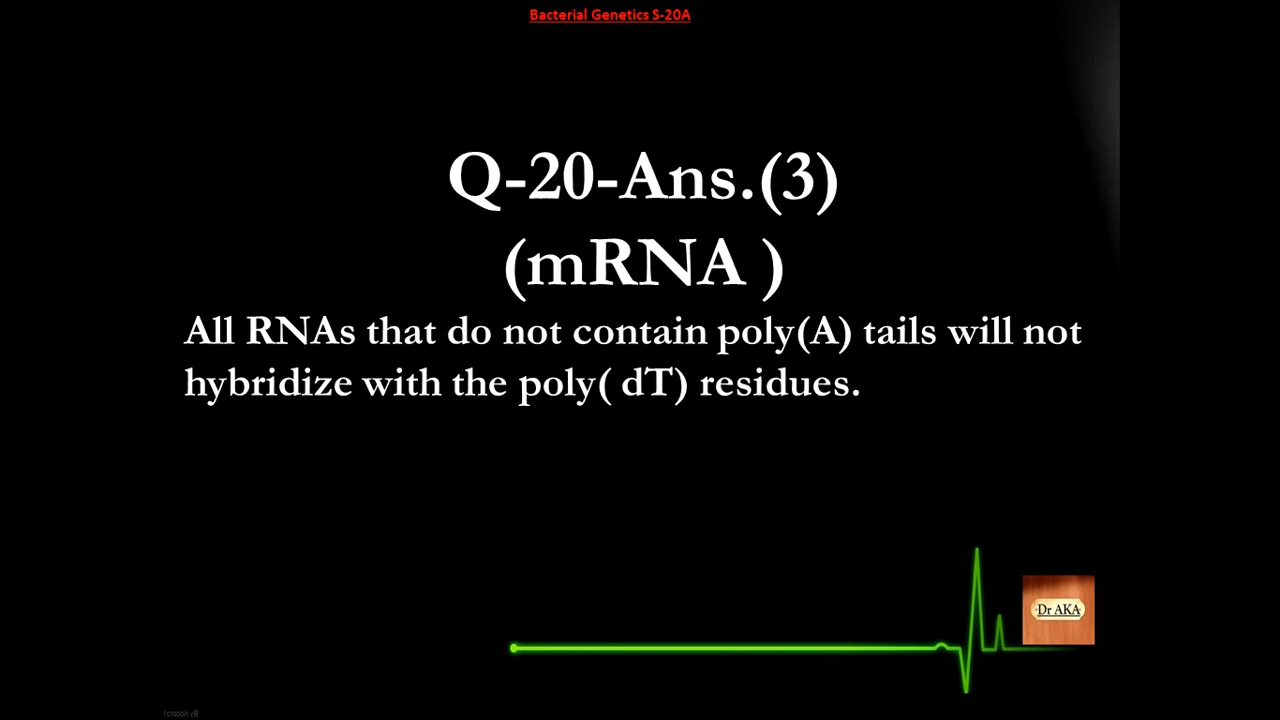 Bacterial Genetics S-20A
Q-20-Ans.(3)
(mRNA )
All RNAs that do not contain poly(A) tails will not
hybridize with the poly( dT) residues.
Dr AKA